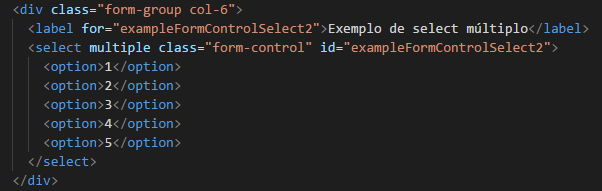 <div class="form-group col-6">
<label for="exampleFormControlSelect2">Exemplo de select múltiplo</label>
<select multiple class="form-control" id="exampleFormControlSelect2">
<option>1</option>
<option>2</option>
<option>3</option>
<option>4</option>
<option>5</option>
</select>
</div>